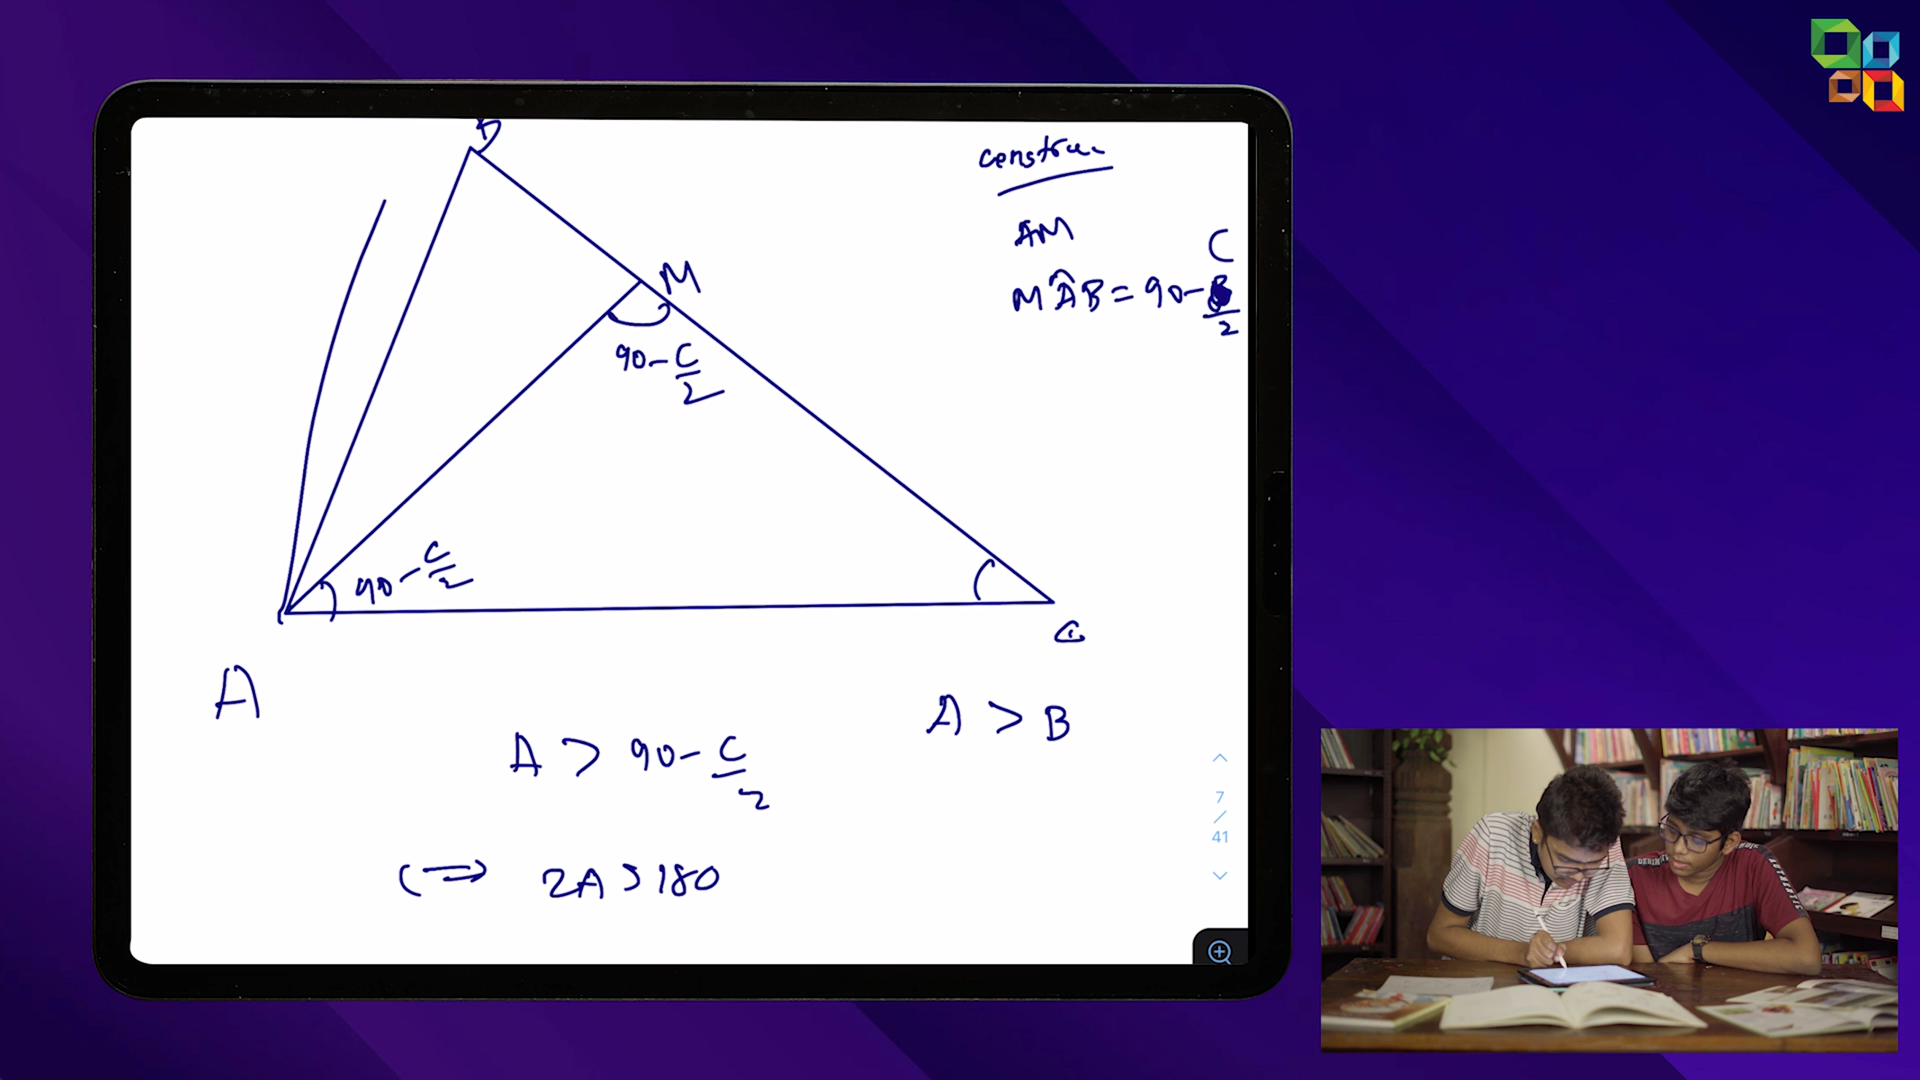 B
construc
AM
C
MÂB = 90 - B/2
M
90 - C/2
90 - C/2
C
A
A > B
A > 90 - C/2
⟺ 2A > 180
7
/
41